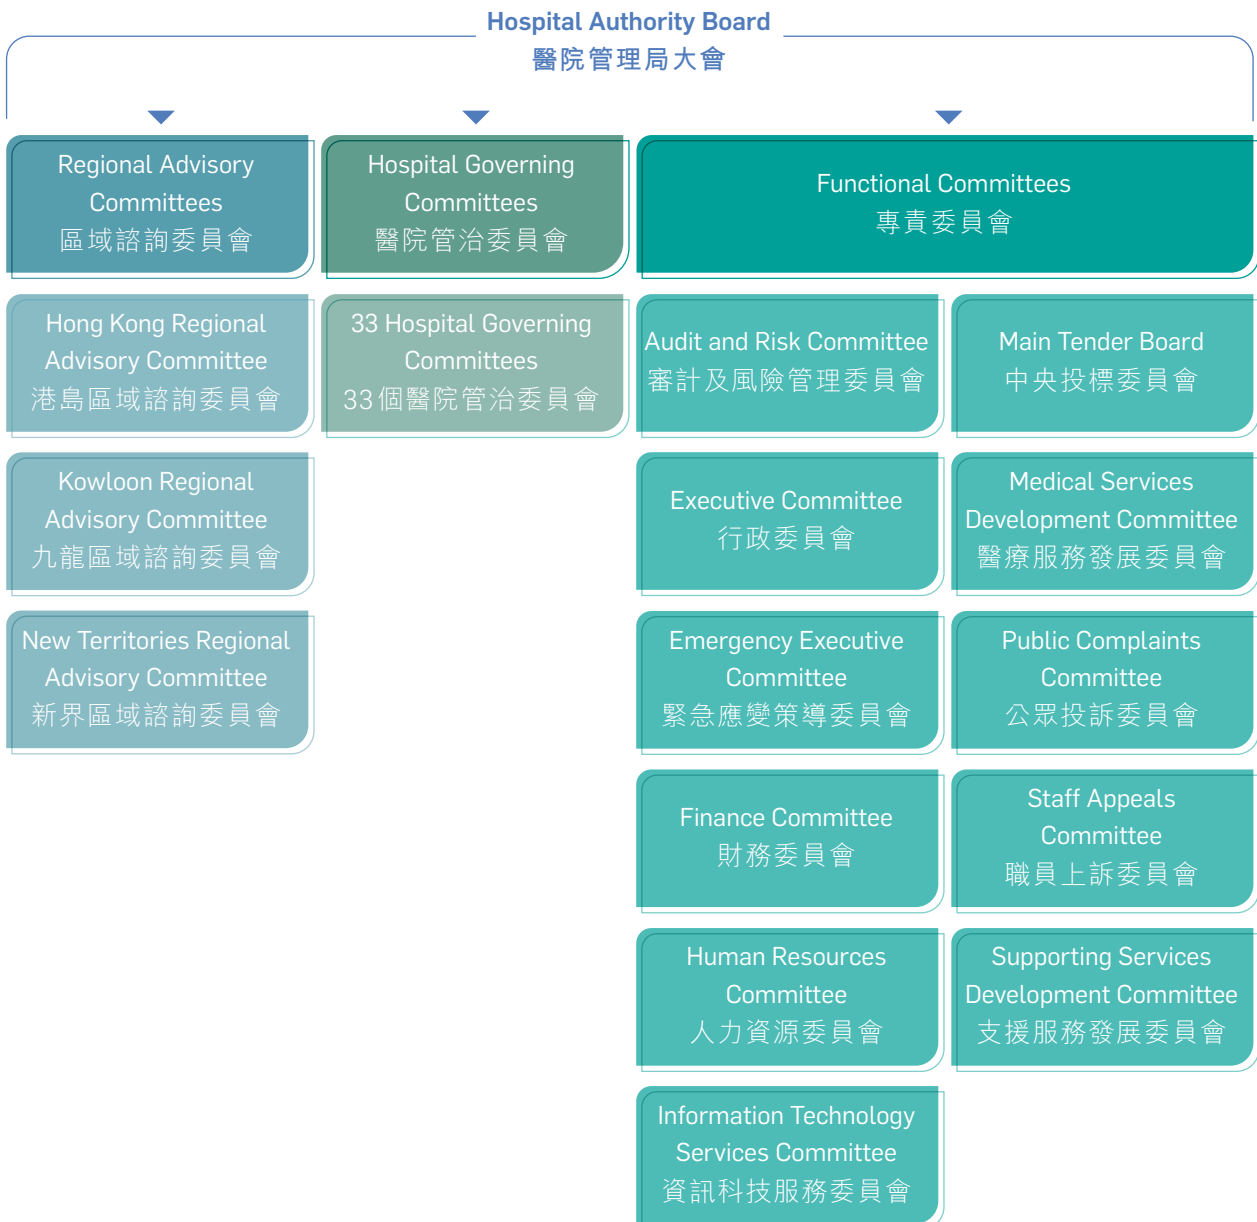 Hospital Authority Board
醫院管理局大會
Regional Advisory
Committees
區域諮詢委員會
Hospital Governing
Committees
醫院管治委員會
Functional Committees
專責委員會
Hong Kong Regional
Advisory Committee
港島區域諮詢委員會
Kowloon Regional
Advisory Committee
九龍區域諮詢委員會
New Territories Regional
Advisory Committee
新界區域諮詢委員會
33 Hospital Governing
Committees
33個醫院管治委員會
Audit and Risk Committee
審計及風險管理委員會
Main Tender Board
中央投標委員會
Executive Committee
行政委員會
Medical Services
Development Committee
醫療服務發展委員會
Emergency Executive
Committee
緊急應變策導委員會
Public Complaints
Committee
公眾投訴委員會
Finance Committee
財務委員會
Staff Appeals
Committee
職員上訴委員會
Human Resources
Committee
人力資源委員會
Supporting Services
Development Committee
支援服務發展委員會
Information Technology
Services Committee
資訊科技服務委員會